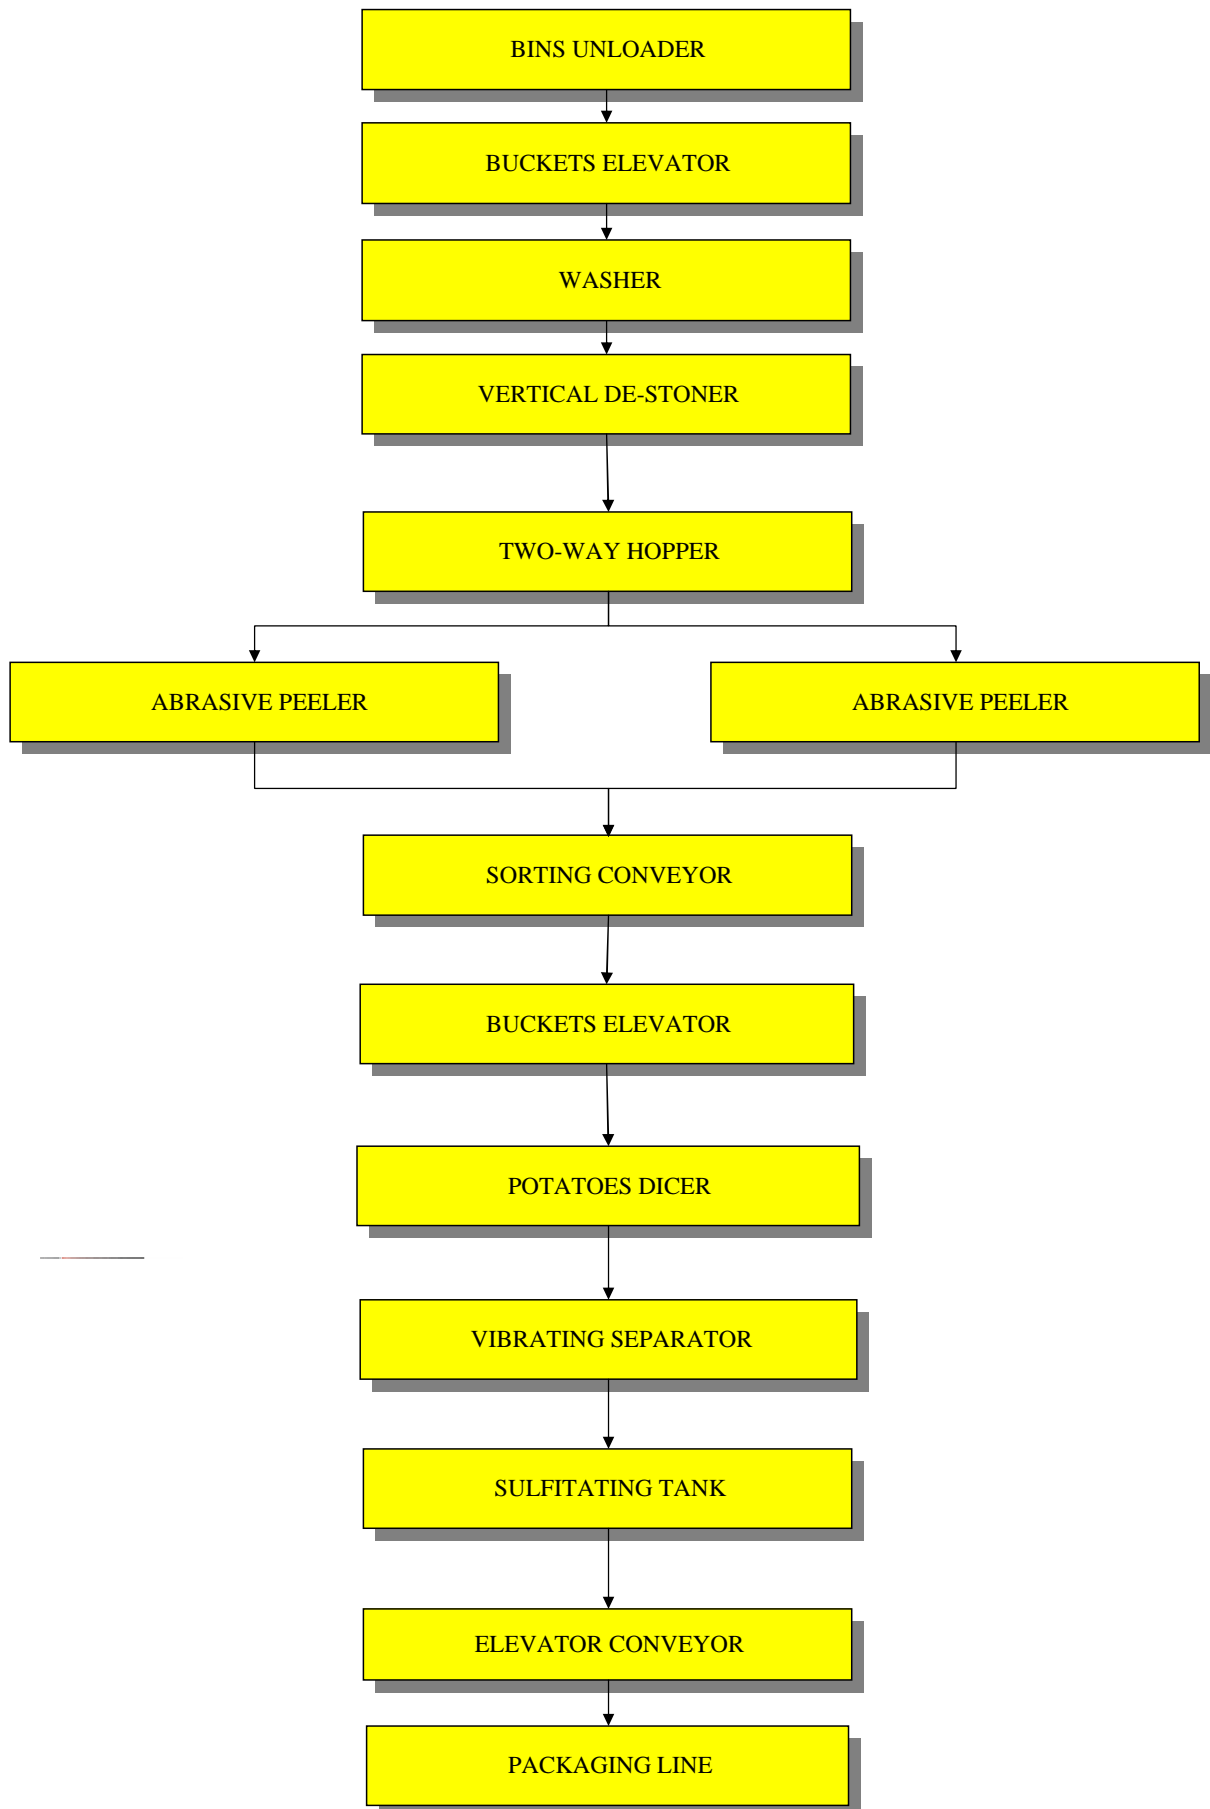 BINS UNLOADER
BUCKETS ELEVATOR
WASHER
VERTICAL DE-STONER
TWO-WAY HOPPER
ABRASIVE PEELER
ABRASIVE PEELER
SORTING CONVEYOR
BUCKETS ELEVATOR
POTATOES DICER
VIBRATING SEPARATOR
SULFITATING TANK
ELEVATOR CONVEYOR
PACKAGING LINE